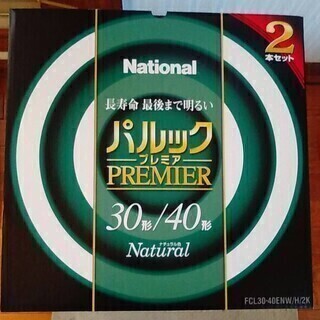 2
本セット
National
長寿命 最後まで明るい
パルック
プレミア
PREMIER
30形/40形
ナチュラル色
Natural
FCL30-40ENW/H/2K